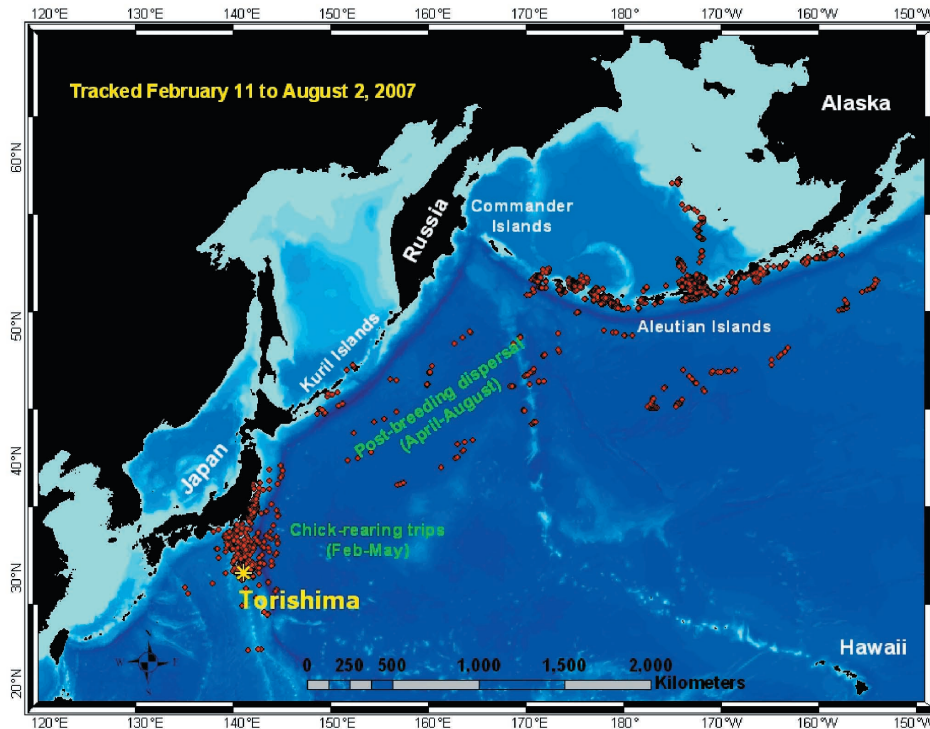 120°E 130°E 140°E 150°E 160°E 170°E 180° 170°W 160°W 150°W
Tracked February 11 to August 2, 2007
Alaska
60°N
Russia
Commander
Islands
50°N
Aleutian Islands
Kuril Islands
Post-breeding dispersal
(April-August)
40°N
Japan
Chick-rearing trips
(Feb-May)
30°N
Torishima
Hawaii
20°N
0 250 500 1,000 1,500 2,000
Kilometers
120°E 130°E 140°E 150°E 160°E 170°E 180° 170°W 160°W 150°W